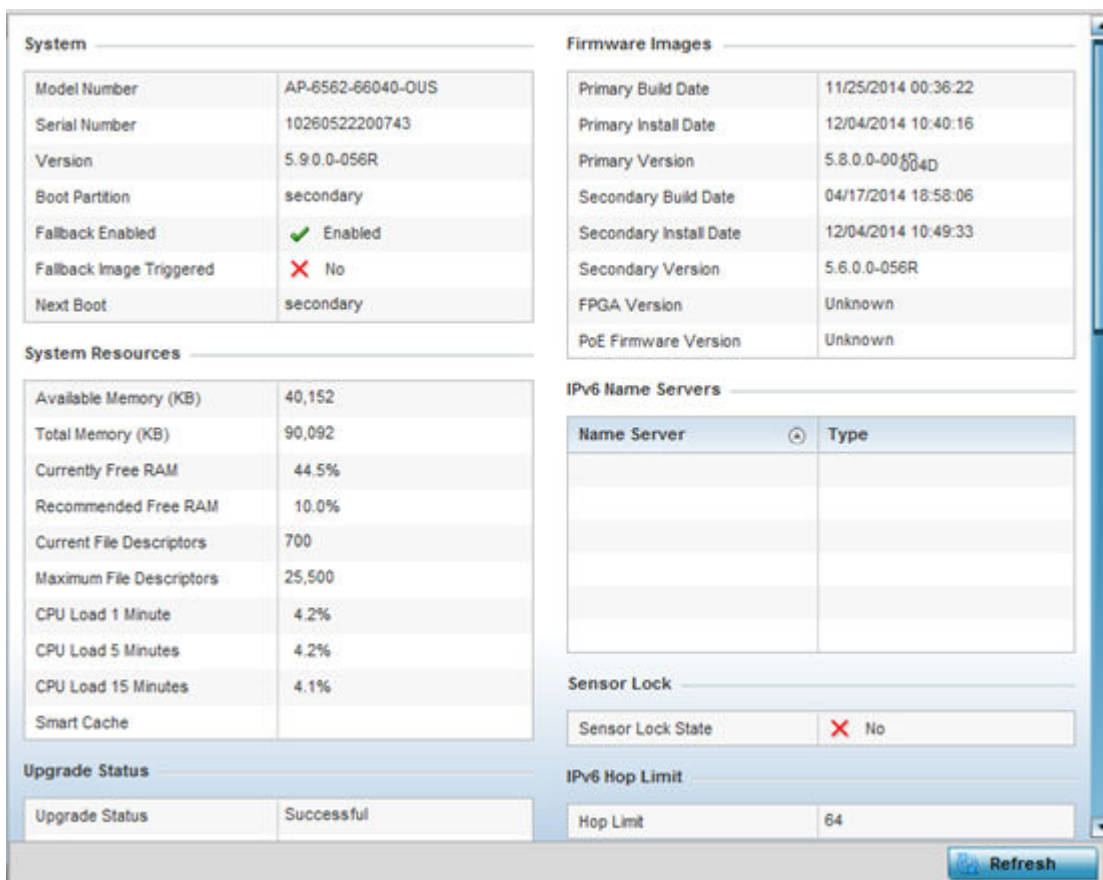 System
Model Number AP-6562-66040-OUS
Serial Number 10260522200743
Version 5.9.0.0-056R
Boot Partition secondary
Fallback Enabled Enabled
Fallback Image Triggered No
Next Boot secondary
System Resources
Available Memory (KB) 40,152
Total Memory (KB) 90,092
Currently Free RAM 44.5%
Recommended Free RAM 10.0%
Current File Descriptors 700
Maximum File Descriptors 25,500
CPU Load 1 Minute 4.2%
CPU Load 5 Minutes 4.2%
CPU Load 15 Minutes 4.1%
Smart Cache
Upgrade Status
Upgrade Status Successful
Firmware Images
Primary Build Date 11/25/2014 00:36:22
Primary Install Date 12/04/2014 10:40:16
Primary Version
Secondary Build Date 04/17/2014 18:58:06
Secondary Install Date 12/04/2014 10:49:33
Secondary Version 5.6.0.0-056R
FPGA Version Unknown
PoE Firmware Version Unknown
IPv6 Name Servers
Name Server Type
Sensor Lock
Sensor Lock State No
IPv6 Hop Limit
Hop Limit 64
Refresh